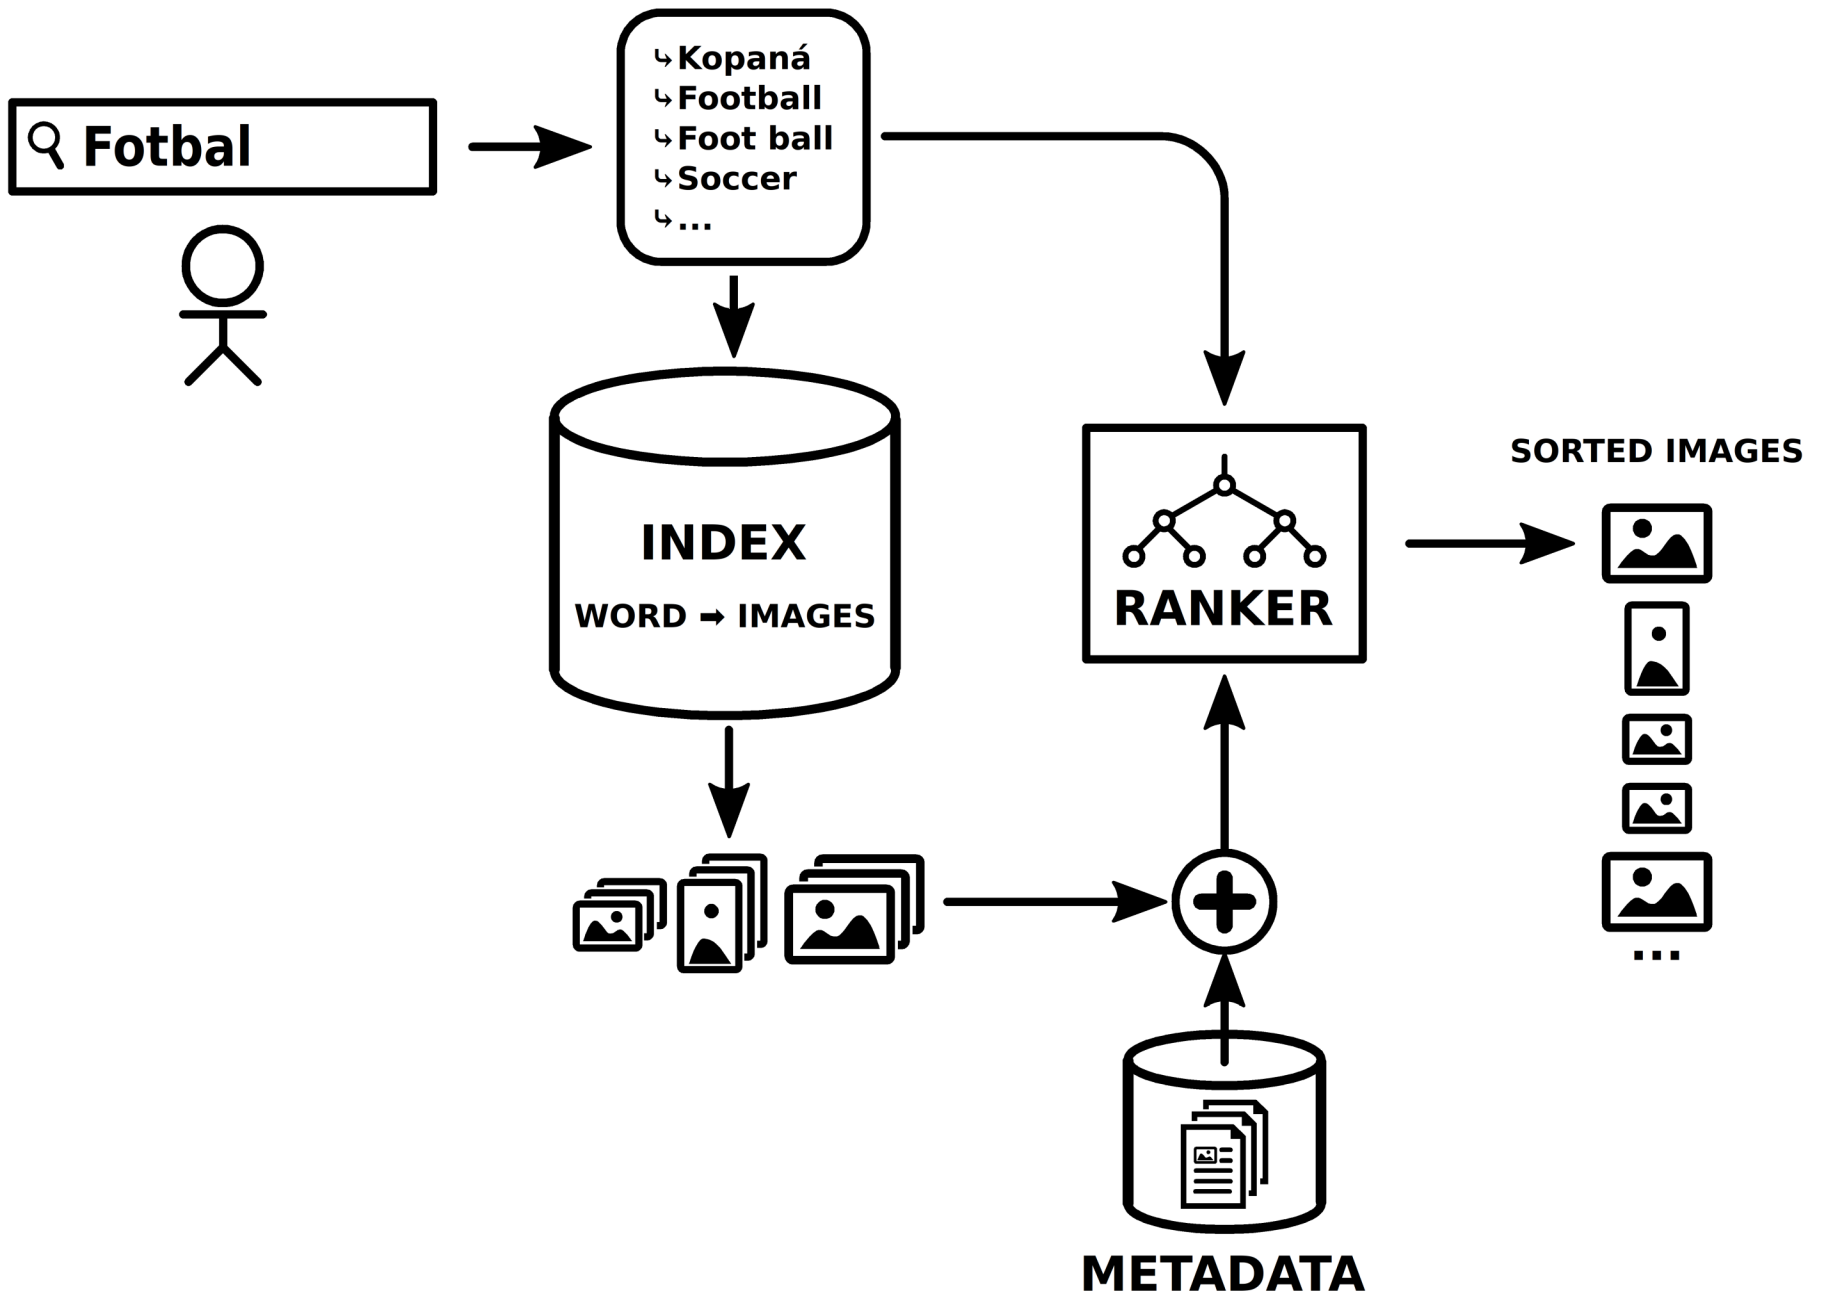 Fotbal
⤷Kopaná
⤷Football
⤷Foot ball
⤷Soccer
⤷...
INDEX
WORD ➡ IMAGES
RANKER
SORTED IMAGES
...
METADATA